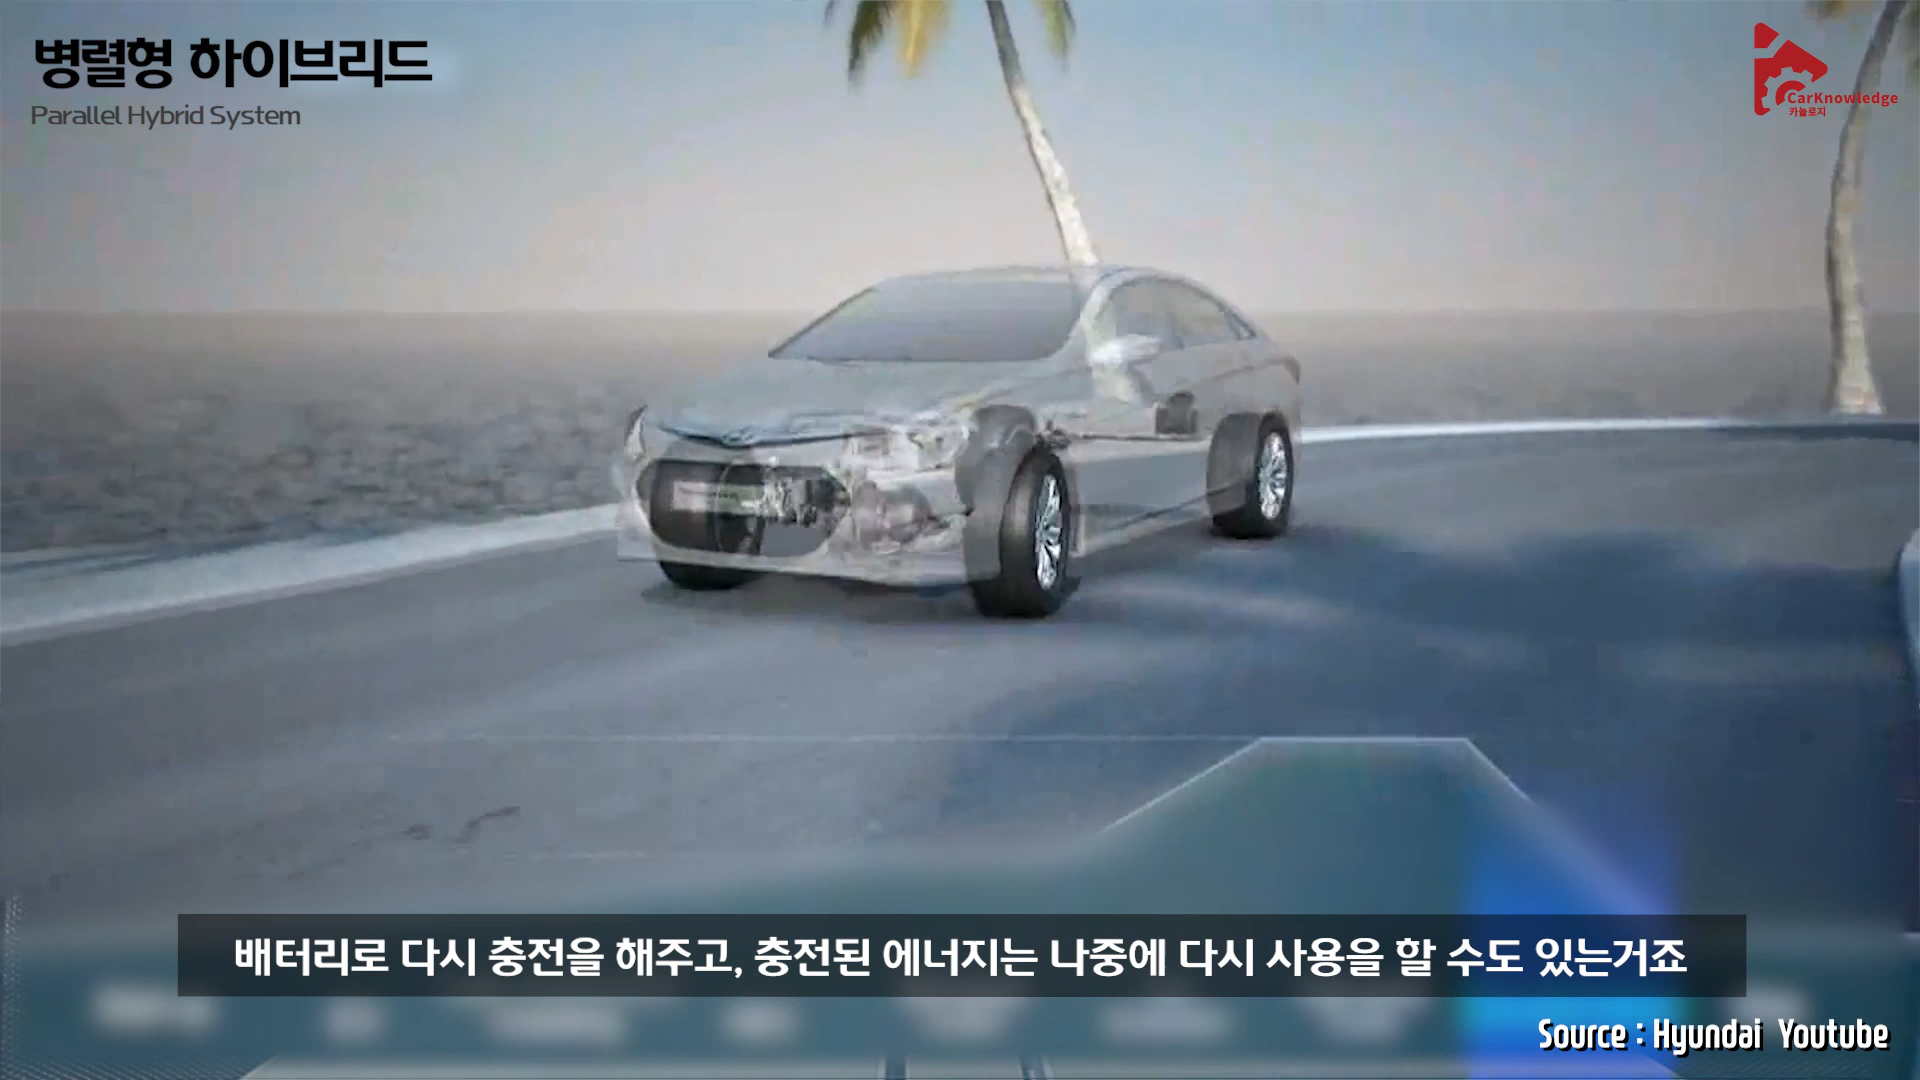 병렬형 하이브리드
Parallel Hybrid System
CarKnowledge
카놀로지
배터리로 다시 충전을 해주고, 충전된 에너지는 나중에 다시 사용을 할 수도 있는거죠
Source : Hyundai Youtube